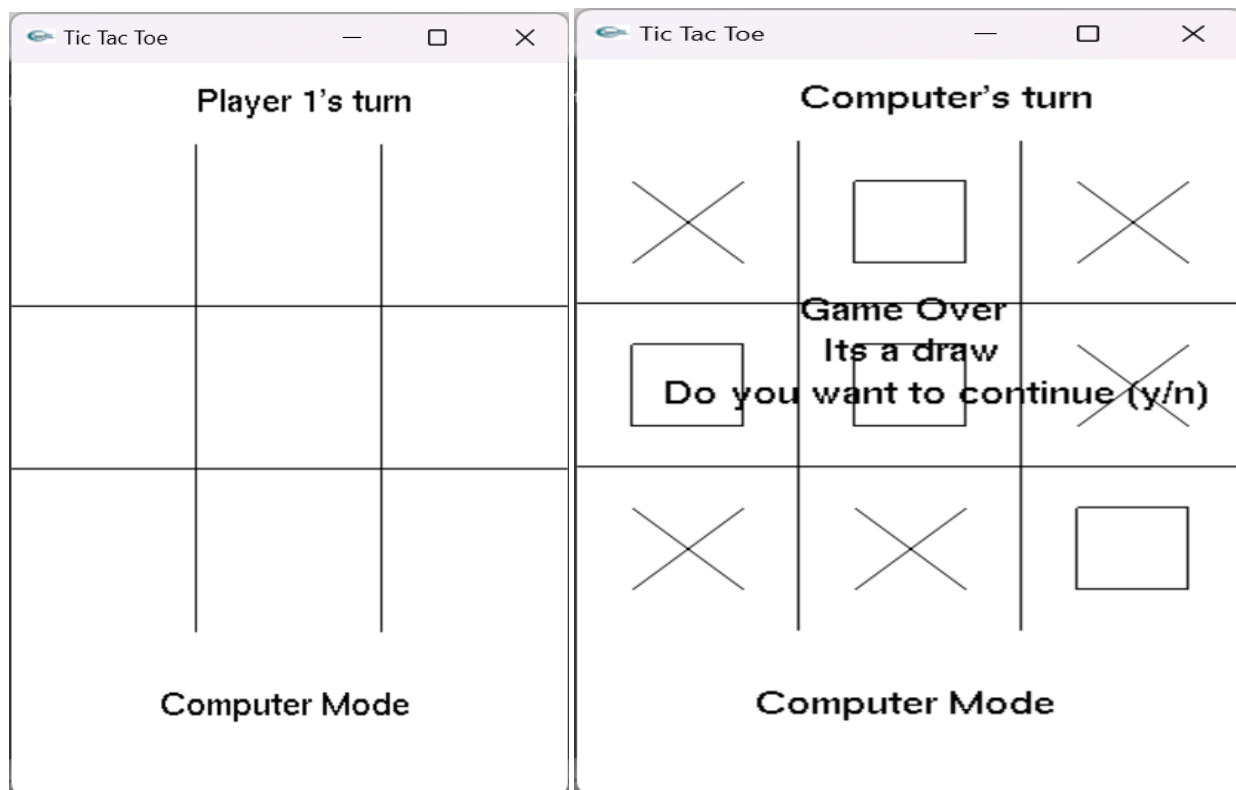 Tic Tac Toe
Player 1's turn
Computer Mode
Tic Tac Toe
Computer's turn
Game Over
Its a draw
Do you want to continue (y/n)
Computer Mode